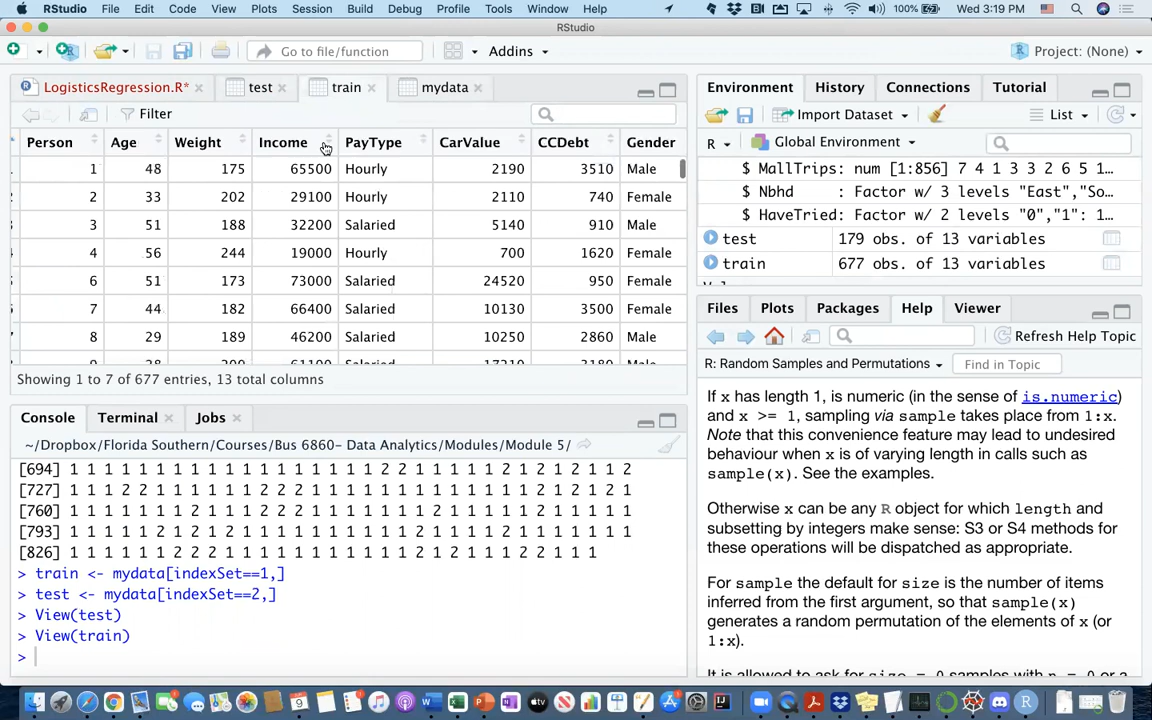 RStudio File Edit Code View Plots Session Build Debug Profile Tools Window Help 100% Wed 3:19 PM
RStudio
Go to file/function Addins Project: (None)
LogisticsRegression.R* test train mydata
Filter
Person Age Weight Income PayType CarValue CCDebt Gender
1 48 175 65500 Hourly 2190 3510 Male
2 33 202 29100 Hourly 2110 740 Female
3 51 188 32200 Salaried 5140 910 Male
4 56 244 19000 Hourly 700 1620 Female
6 51 173 73000 Salaried 24520 950 Female
7 44 182 66400 Salaried 10130 3500 Female
8 29 189 46200 Salaried 10250 2860 Male
Showing 1 to 7 of 677 entries, 13 total columns
Console Terminal Jobs
~/Dropbox/Florida Southern/Courses/Bus 6860- Data Analytics/Modules/Module 5/
[694] 1 1 1 1 1 1 1 1 1 1 1 1 1 1 1 1 1 1 2 2 1 1 1 1 1 2 1 2 1 2 1 1 2
[727] 1 1 1 2 2 1 1 1 1 1 1 2 2 2 1 1 1 1 1 1 1 1 1 1 1 1 1 2 1 2 1 2 1
[760] 1 1 1 1 1 1 1 1 2 1 1 2 2 2 1 1 1 1 1 1 1 1 1 1 1 1 1 1 1 1 1 1 1
[793] 1 1 1 1 1 2 1 2 1 2 1 1 1 1 1 1 1 1 1 1 2 1 1 1 1 1 2 1 1 1 1 1 1
[826] 1 1 1 1 1 1 2 2 2 1 1 1 1 1 1 1 1 1 1 1 2 1 2 1 1 1 2 2 1 1 1
> train <- mydata[indexSet==1,]
> test <- mydata[indexSet==2,]
> View(test)
> View(train)
>
Environment History Connections Tutorial
Import Dataset List
R Global Environment
$ MallTrips: num [1:856] 7 4 1 3 3 2 6 5 1…
$ Nbhd : Factor w/ 3 levels "East","So…
$ HaveTried: Factor w/ 2 levels "0","1": 1…
test 179 obs. of 13 variables
train 677 obs. of 13 variables
Files Plots Packages Help Viewer
Refresh Help Topic
R: Random Samples and Permutations Find in Topic
If x has length 1, is numeric (in the sense of is.numeric)
and x >= 1, sampling via sample takes place from 1:x.
Note that this convenience feature may lead to undesired
behaviour when x is of varying length in calls such as
sample(x). See the examples.
Otherwise x can be any R object for which length and
subsetting by integers make sense: S3 or S4 methods for
these operations will be dispatched as appropriate.
For sample the default for size is the number of items
inferred from the first argument, so that sample(x)
generates a random permutation of the elements of x (or
1:x).